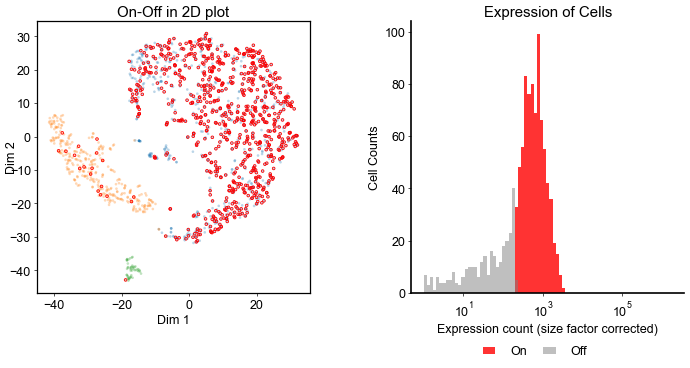 On-Off in 2D plot
Dim 2
30
20
10
0
−10
−20
−30
−40
−40
−20
0
20
Dim 1
Expression of Cells
Cell Counts
100
80
60
40
20
0
10¹
10³
10⁵
Expression count (size factor corrected)
On
Off